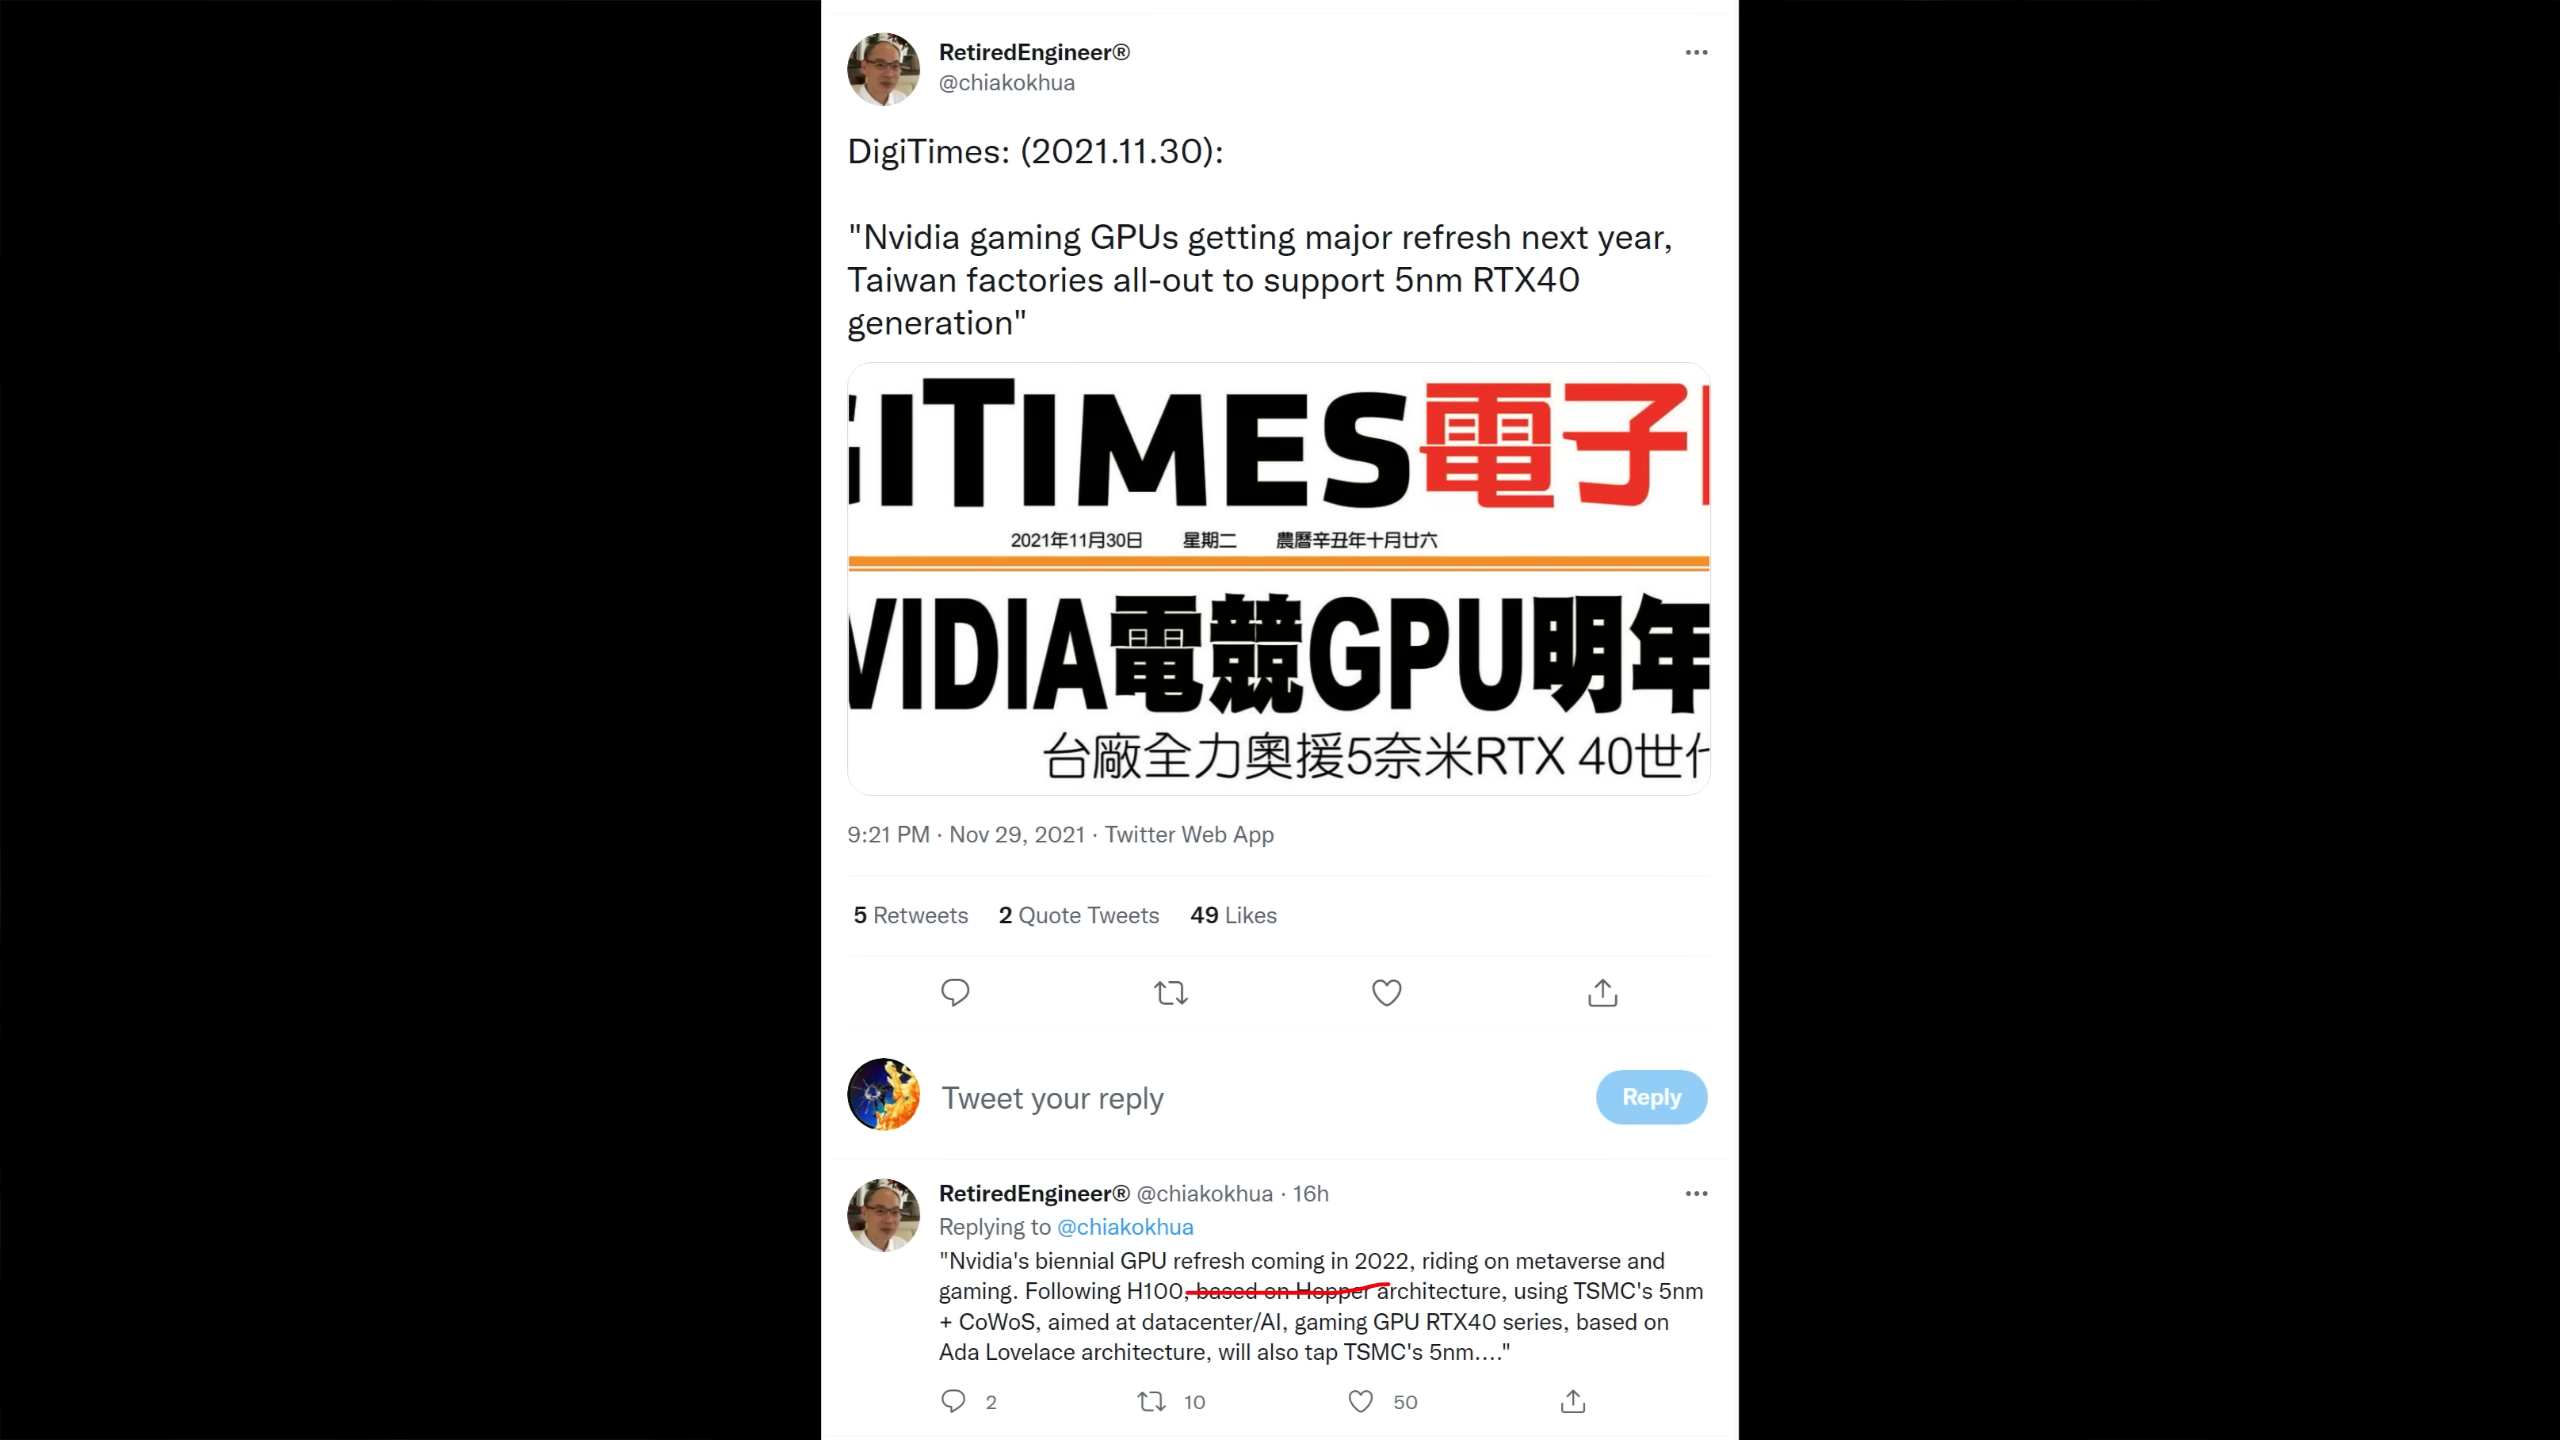 RetiredEngineer®
@chiakokhua
DigiTimes: (2021.11.30):
"Nvidia gaming GPUs getting major refresh next year,
Taiwan factories all-out to support 5nm RTX40
generation"
GITIMES電子
2021年11月30日 星期二 農曆辛丑年十月廿六
VIDIA電競GPU明年
台廠全力奧援5奈米RTX 40世代
9:21 PM · Nov 29, 2021 · Twitter Web App
5 Retweets 2 Quote Tweets 49 Likes
Tweet your reply
Reply
RetiredEngineer® @chiakokhua · 16h
Replying to @chiakokhua
"Nvidia's biennial GPU refresh coming in 2022, riding on metaverse and
gaming. Following H100, based on Hopper architecture, using TSMC's 5nm
+ CoWoS, aimed at datacenter/AI, gaming GPU RTX40 series, based on
Ada Lovelace architecture, will also tap TSMC's 5nm...."
2 10 50